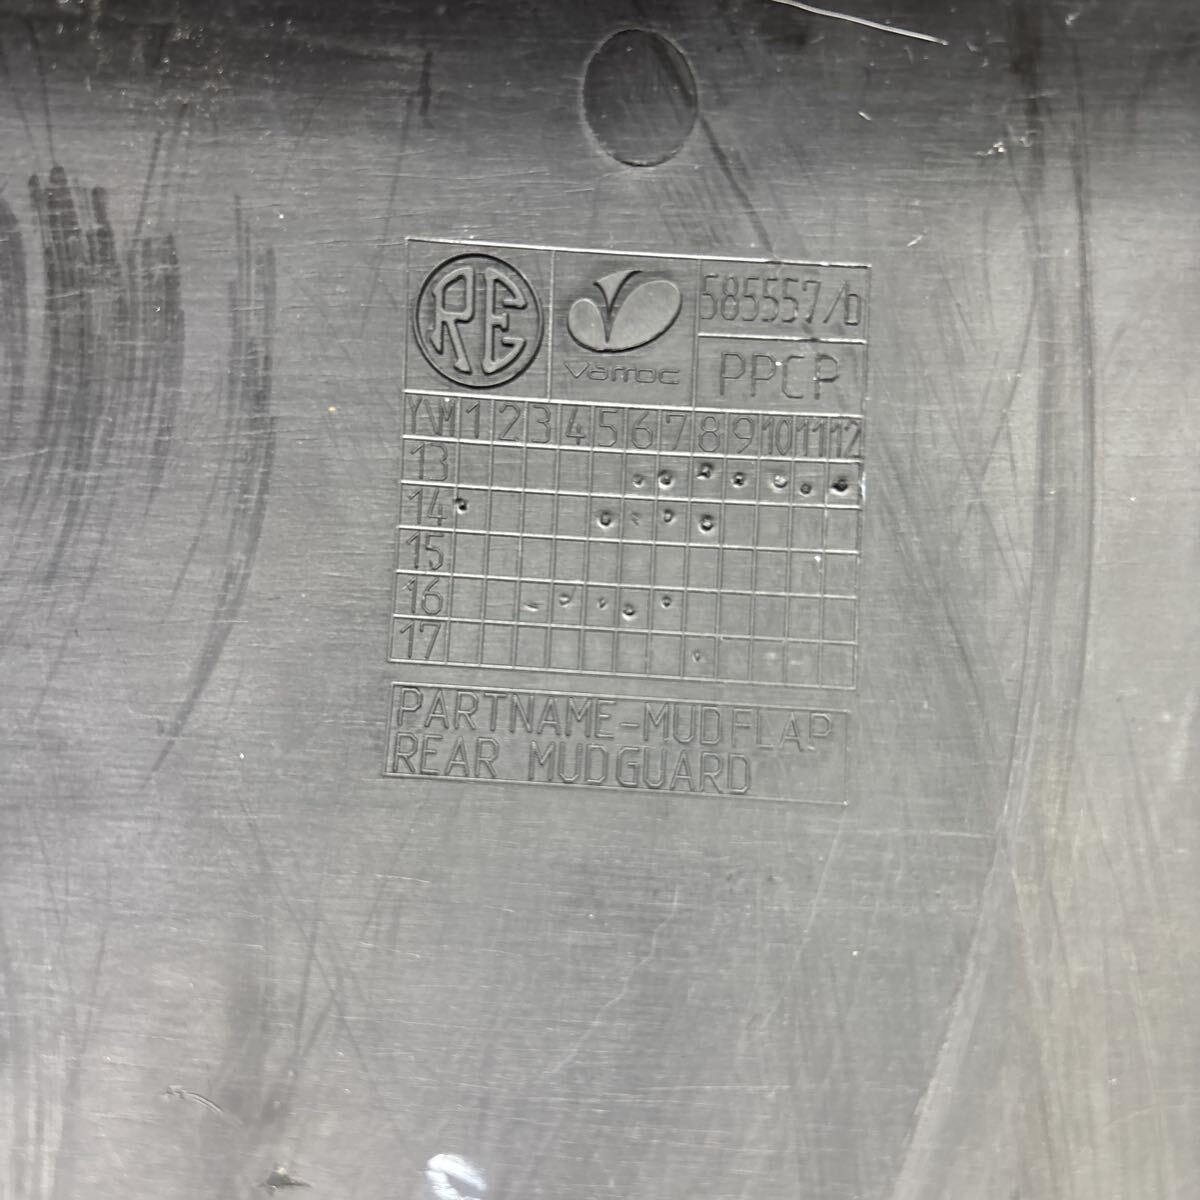 RE Varroc 585557/b
PPCP
Y\M 1 2 3 4 5 6 7 8 9 10 11 12
13
14
15
16
17
PARTNAME-MUDFLAP
REAR MUDGUARD